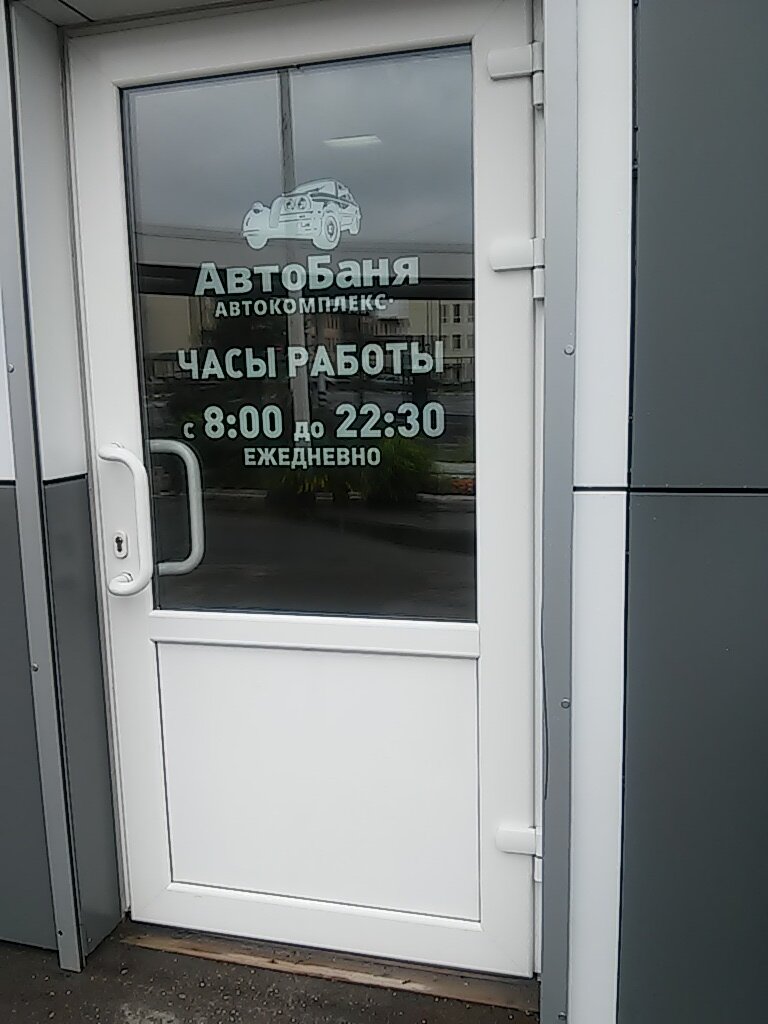 АвтоБаня
АВТОКОМПЛЕКС
ЧАСЫ РАБОТЫ
с 8:00 до 22:30
ЕЖЕДНЕВНО